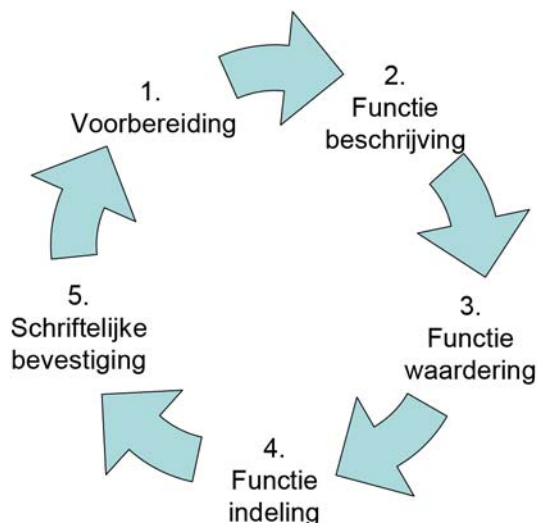 1.
Voorbereiding
2.
Functie
beschrijving
3.
Functie
waardering
4.
Functie
indeling
5.
Schriftelijke
bevestiging